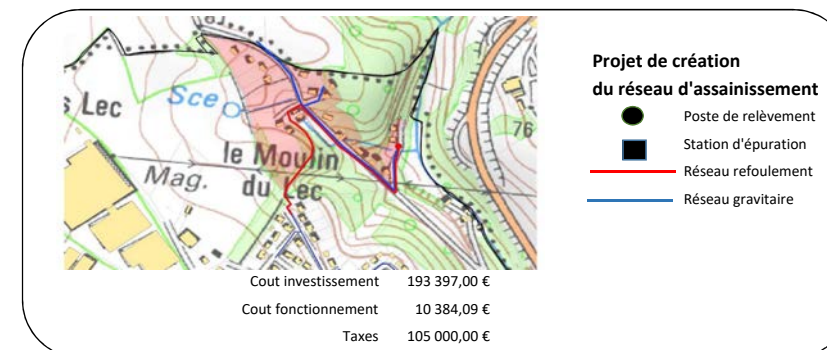 s Lec
Sce
76
le Moulin
du Lec
Mag.
Projet de création
du réseau d'assainissement
Poste de relèvement
Station d'épuration
Réseau refoulement
Réseau gravitaire
Cout investissement 193 397,00 €
Cout fonctionnement 10 384,09 €
Taxes 105 000,00 €